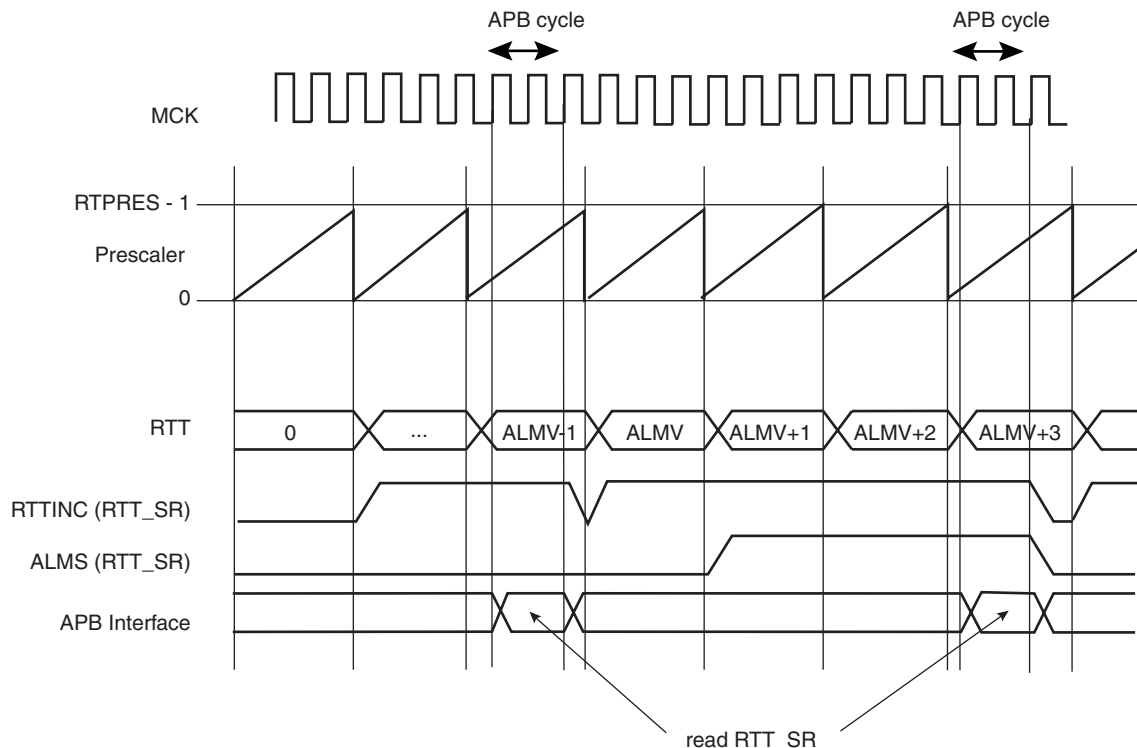 APB cycle APB cycle
MCK
RTPRES - 1
Prescaler
0
RTT 0 ... ALMV-1 ALMV ALMV+1 ALMV+2 ALMV+3
RTTINC (RTT_SR)
ALMS (RTT_SR)
APB Interface
read RTT_SR